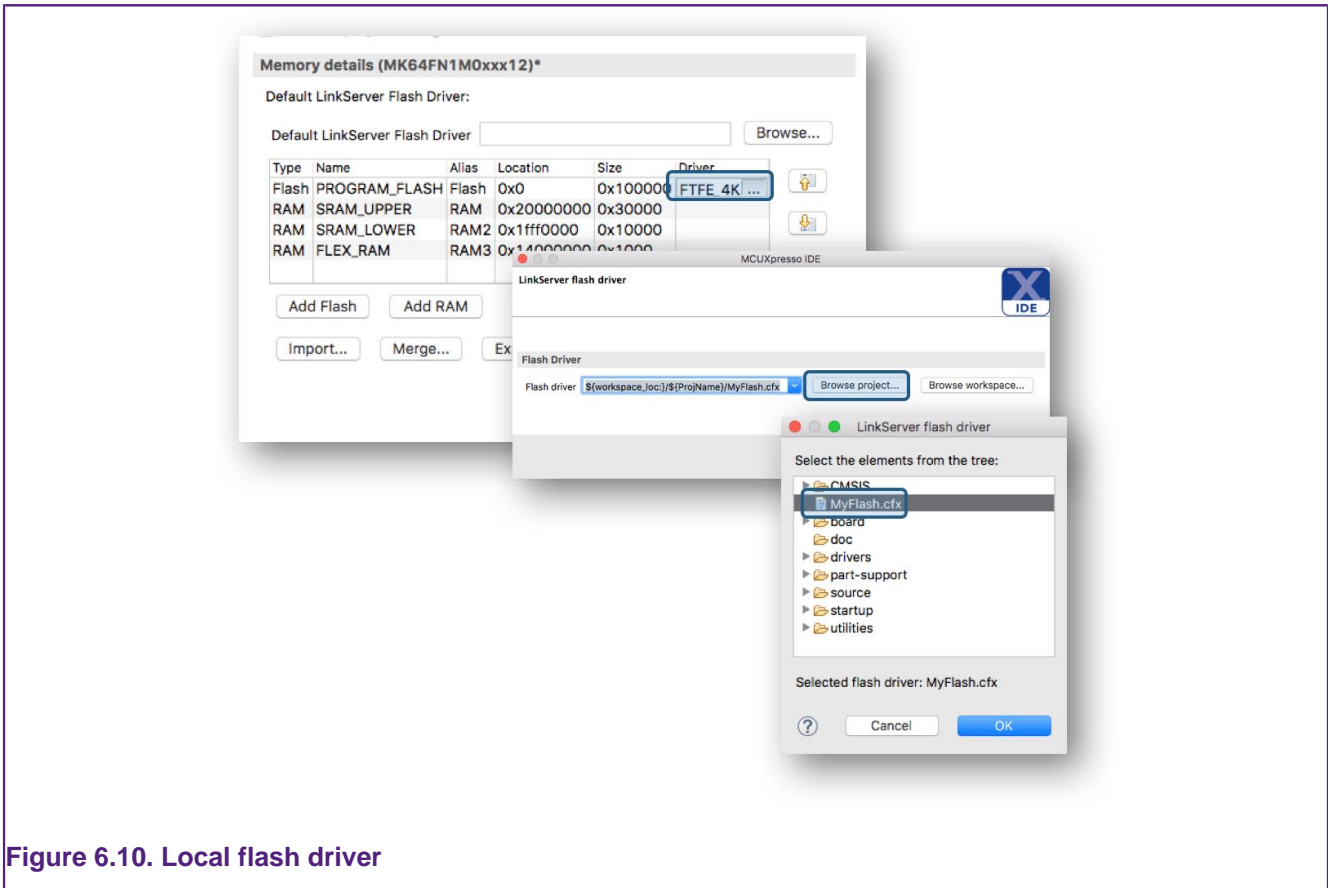 Memory details (MK64FN1M0xxx12)*
Default LinkServer Flash Driver:
Default LinkServer Flash Driver Browse...
Type Name Alias Location Size Driver
Flash PROGRAM_FLASH Flash 0x0 0x100000 FTFE_4K ...
RAM SRAM_UPPER RAM 0x20000000 0x30000
RAM SRAM_LOWER RAM2 0x1fff0000 0x10000
RAM FLEX_RAM RAM3 0x14000000 0x1000
Add Flash Add RAM
Import... Merge... Ex
MCUXpresso IDE
LinkServer flash driver
X
IDE
Flash Driver
Flash driver ${workspace_loc:}/${ProjName}/MyFlash.cfx Browse project... Browse workspace...
LinkServer flash driver
Select the elements from the tree:
CMSIS
MyFlash.cfx
board
doc
drivers
part-support
source
startup
utilities
Selected flash driver: MyFlash.cfx
? Cancel OK
Figure 6.10. Local flash driver